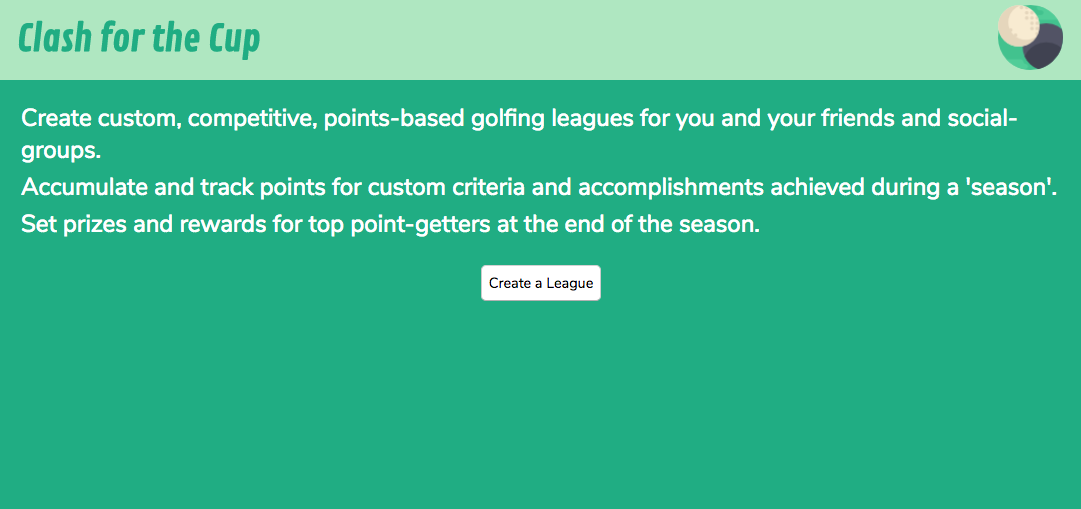 Clash for the Cup
Create custom, competitive, points-based golfing leagues for you and your friends and social-
groups.
Accumulate and track points for custom criteria and accomplishments achieved during a 'season'.
Set prizes and rewards for top point-getters at the end of the season.
Create a League